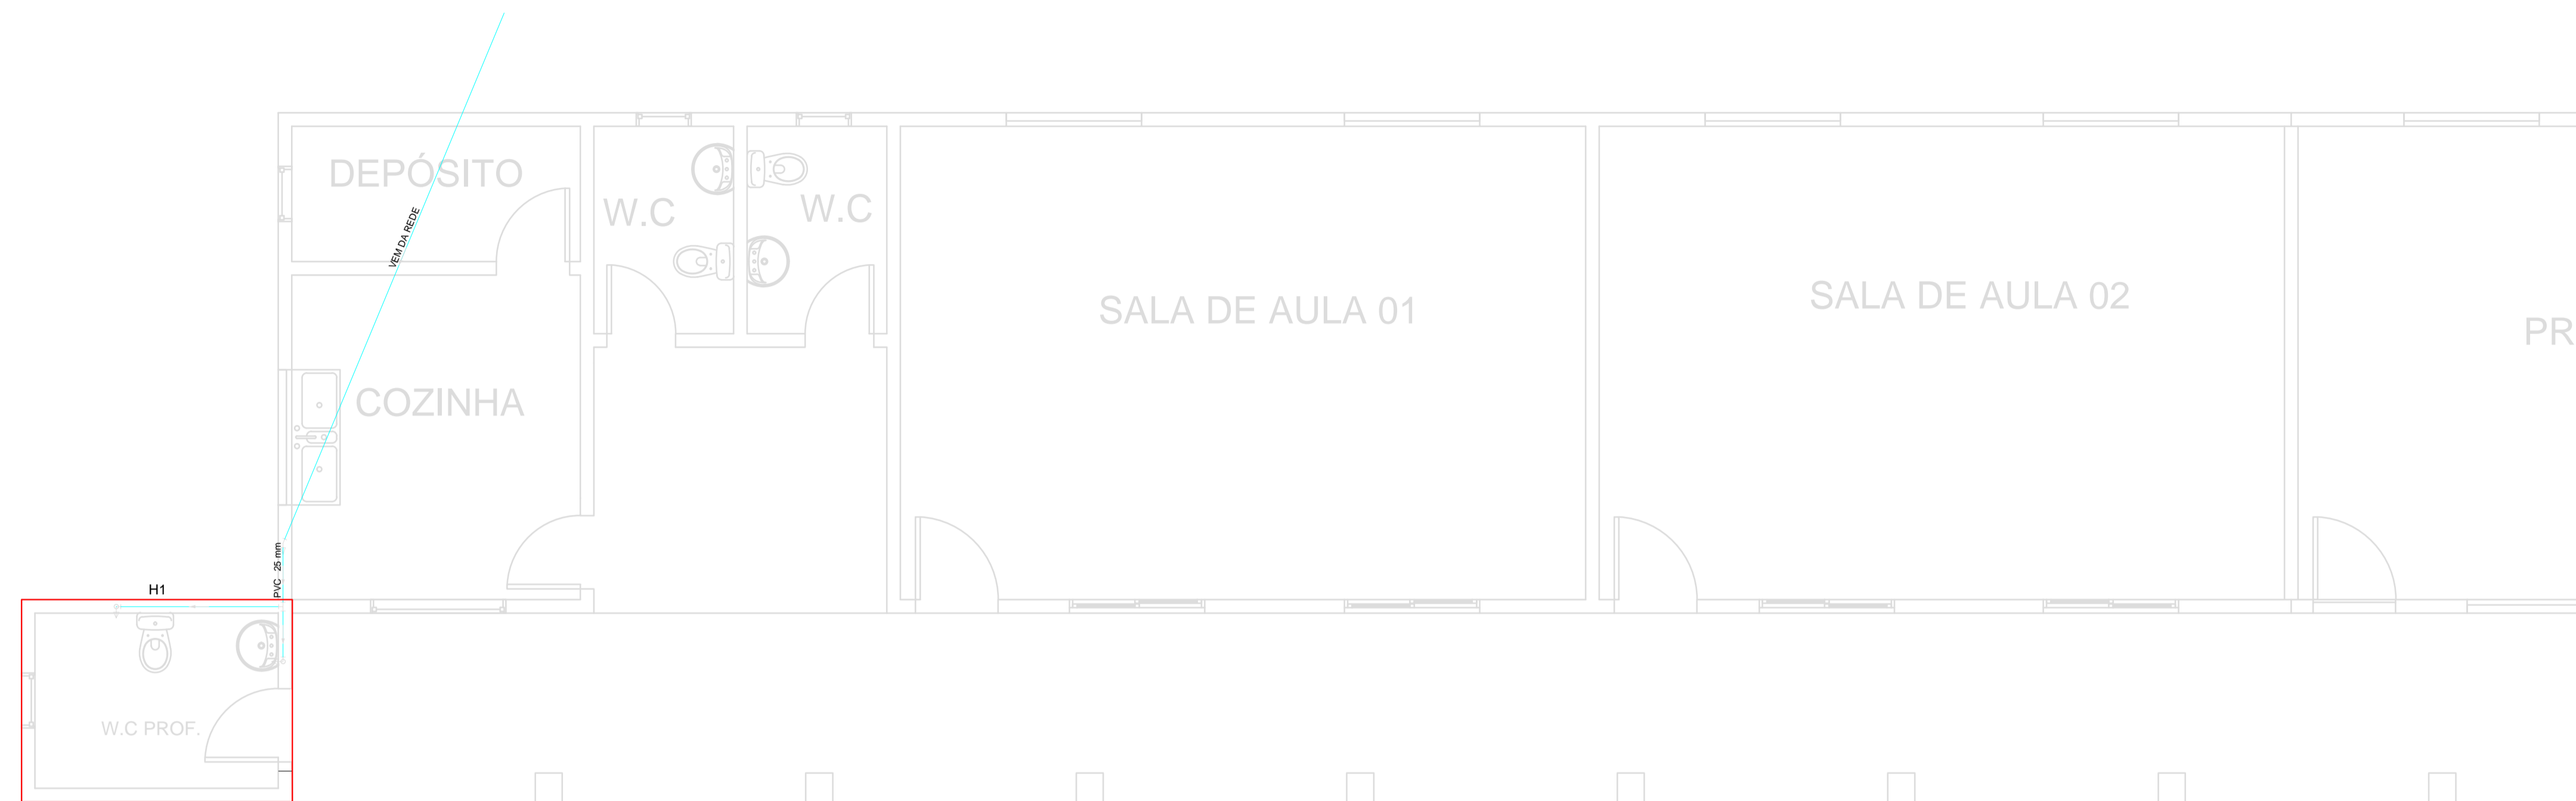 DEPÓSITO
W.C
W.C
VEM DA REDE
SALA DE AULA 01
SALA DE AULA 02
PR
COZINHA
PVC 25 mm
H1
W.C PROF.